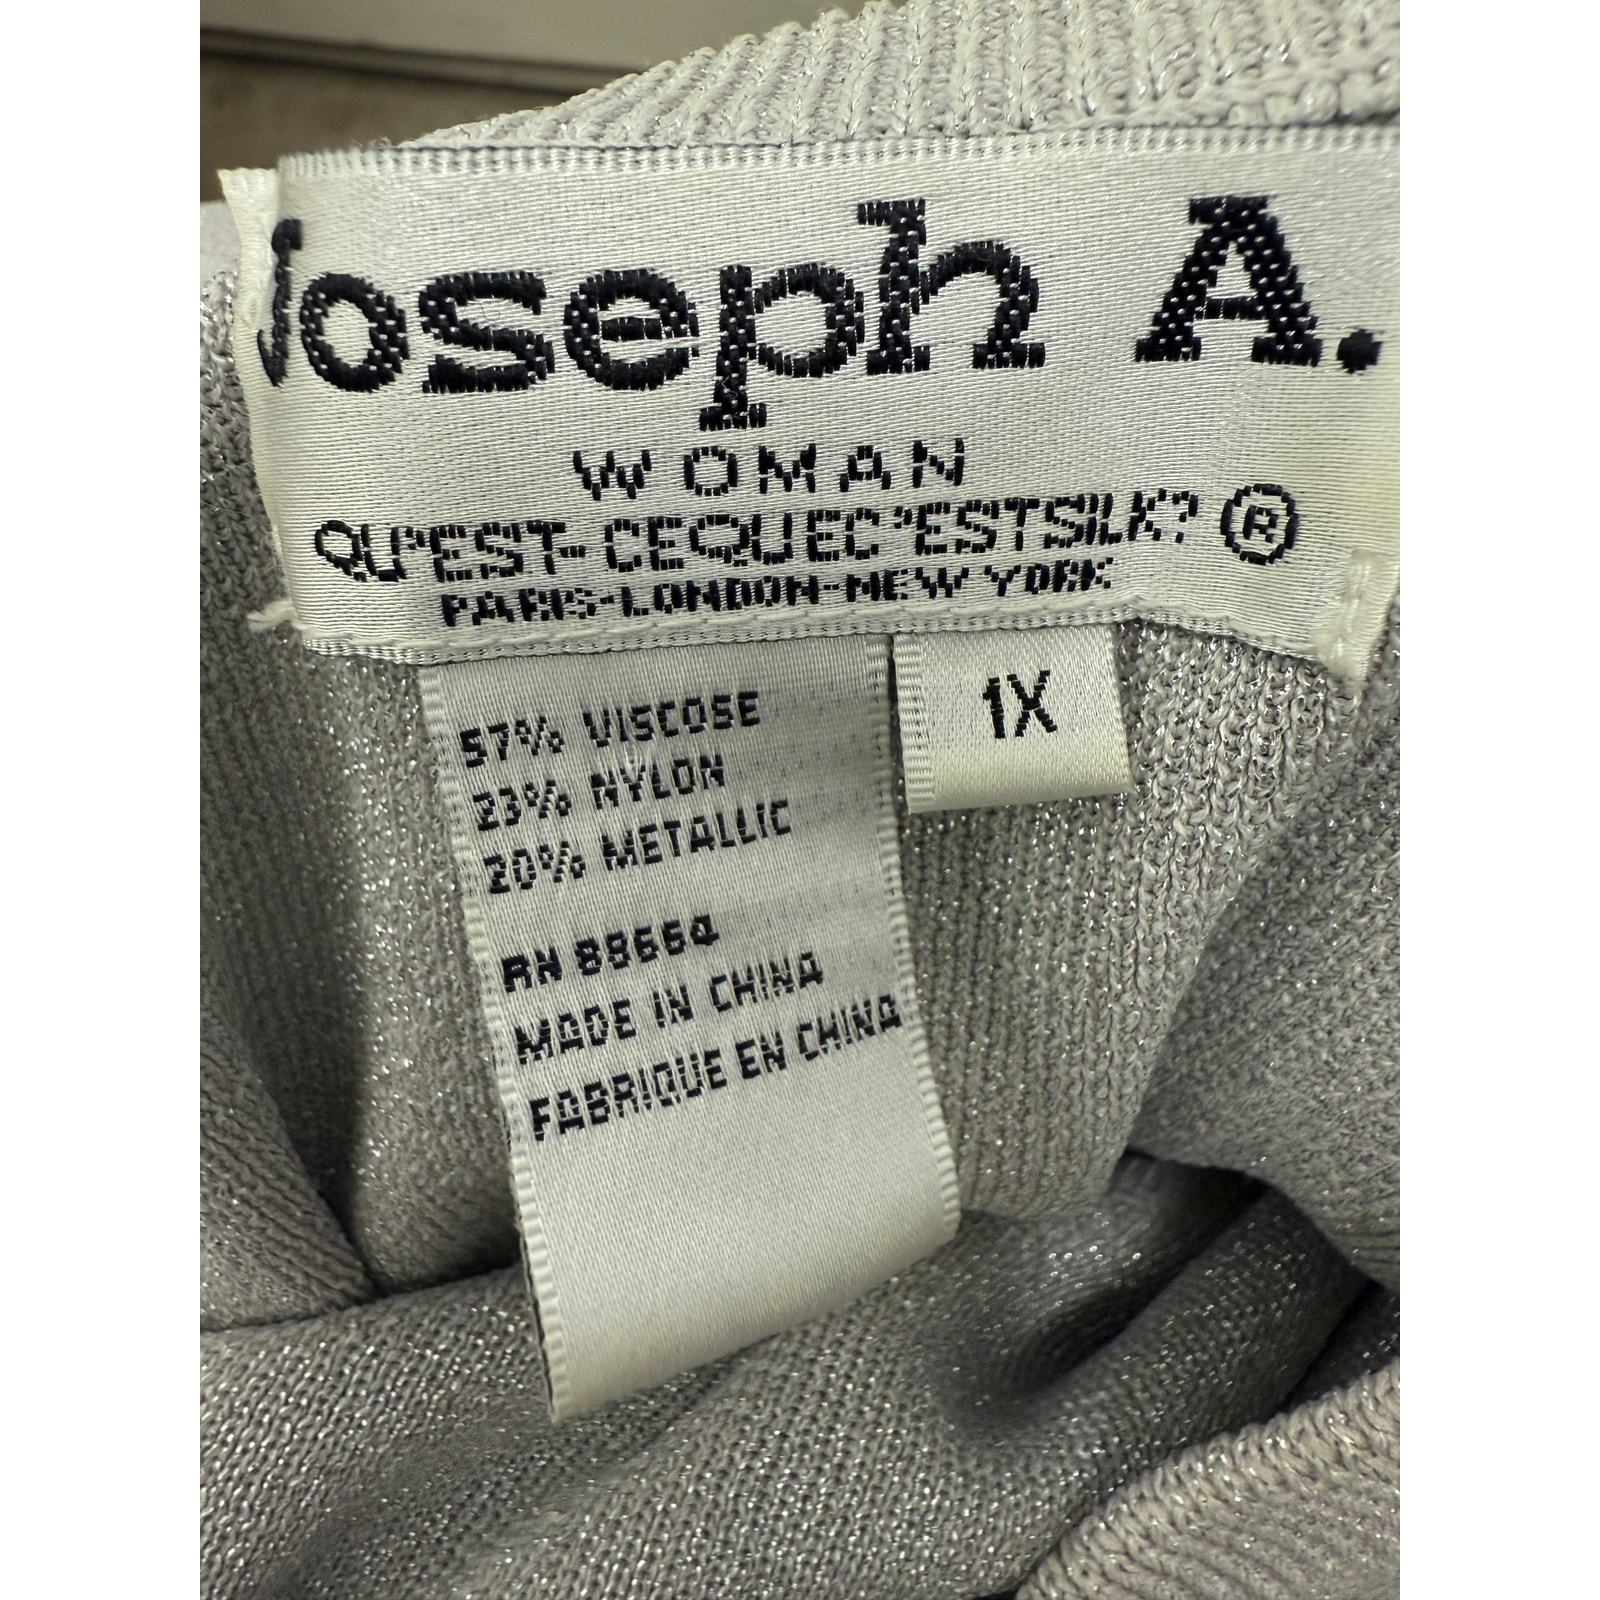 Joseph A.
WOMAN
QU'EST-CEQUEC'ESTSILK? ®
PARIS-LONDON-NEW YORK
1X
57% VISCOSE
23% NYLON
20% METALLIC
RN 88664
MADE IN CHINA
FABRIQUE EN CHINA